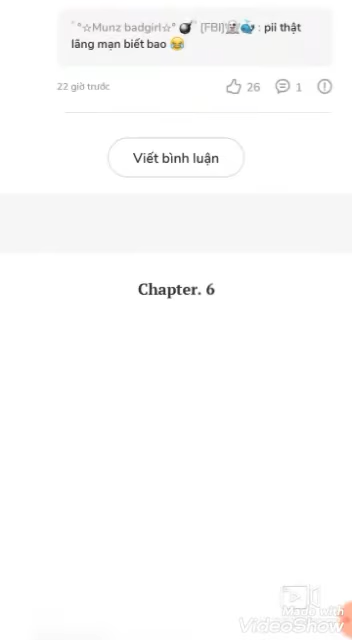 °☆Munz badgirl☆° 💣 [FBI]🏦🐳 : pii thật
lãng mạn biết bao 😂
22 giờ trước
26
1
Viết bình luận
Chapter. 6
Made with
VideoShow